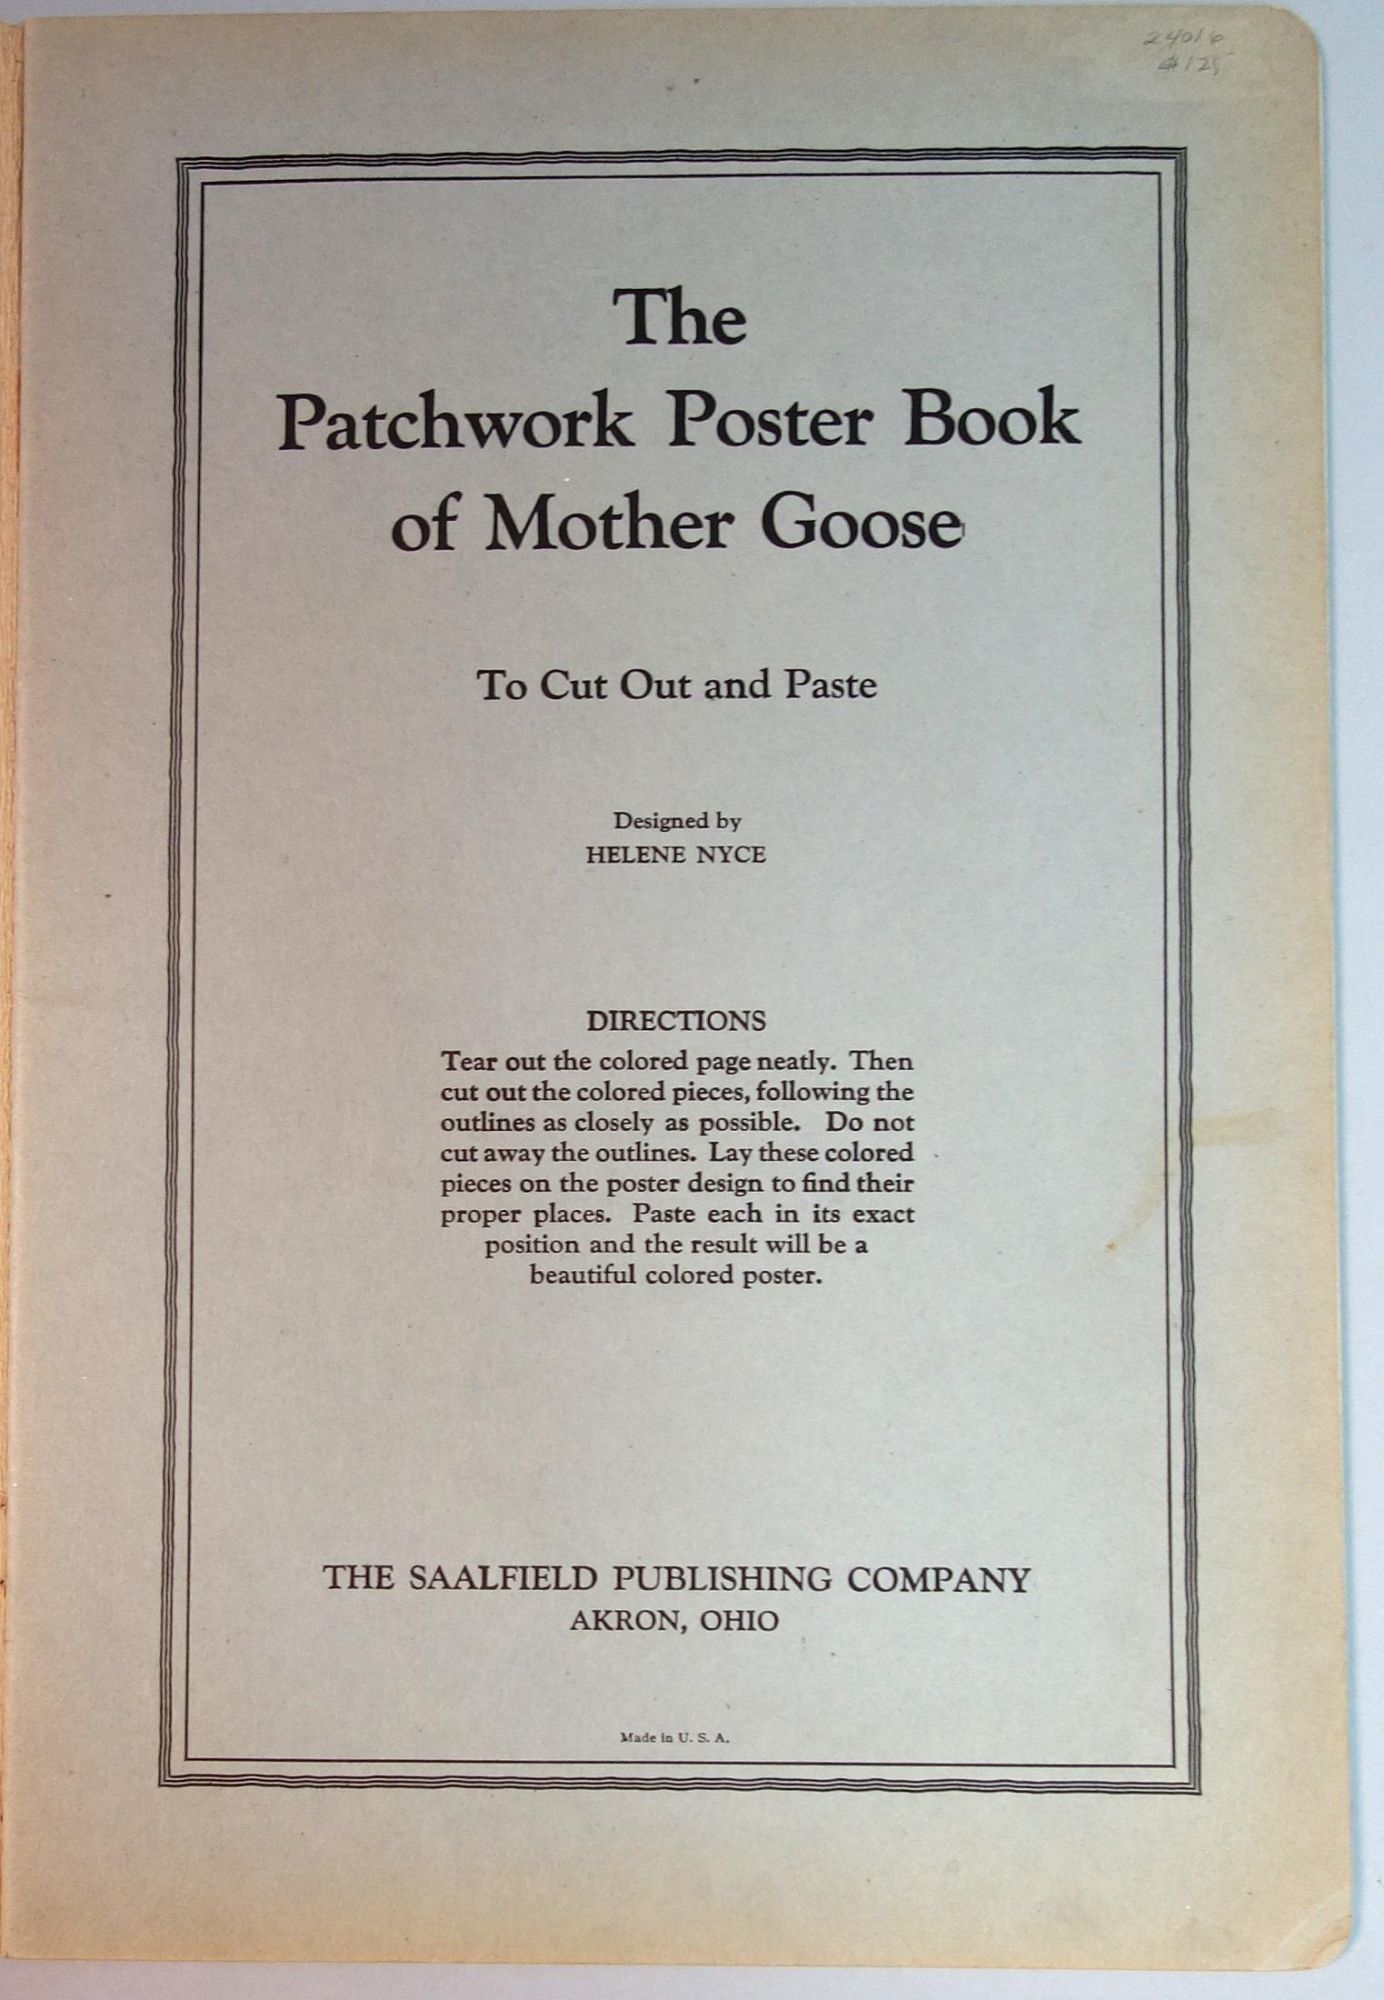 24016
The
Patchwork Poster Book
of Mother Goose
To Cut Out and Paste
Designed by
HELENE NYCE
DIRECTIONS
Tear out the colored page neatly. Then
cut out the colored pieces, following the
outlines as closely as possible. Do not
cut away the outlines. Lay these colored
pieces on the poster design to find their
proper places. Paste each in its exact
position and the result will be a
beautiful colored poster.
THE SAALFIELD PUBLISHING COMPANY
AKRON, OHIO
Made in U. S. A.